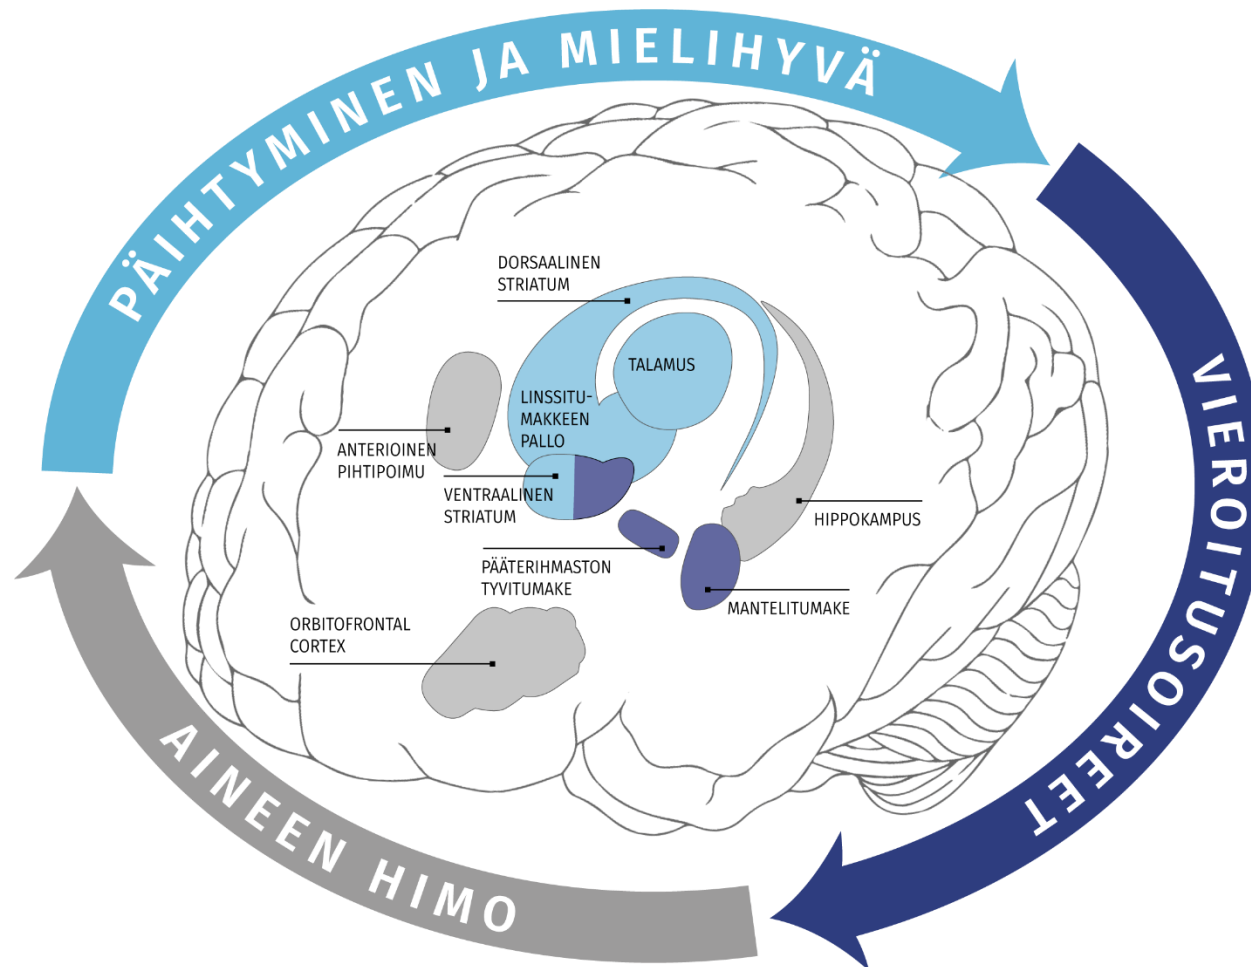 PÄIHTYMINEN JA MIELIHYVÄ
VIEROITUSOIREET
AINEEN HIMO
DORSAALINEN
STRIATUM
TALAMUS
LINSSITU-
MAKKEEN
PALLO
ANTERIOINEN
PIHTIPOIMU
VENTRAALINEN
STRIATUM
HIPPOKAMPUS
PÄÄTERIHMASTON
TYVITUMAKE
MANTELITUMAKE
ORBITOFRONTAL
CORTEX